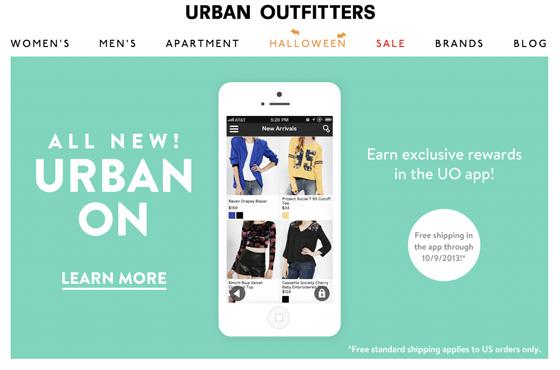 URBAN OUTFITTERS
WOMEN'S MEN'S APARTMENT HALLOWEEN SALE BRANDS BLOG
ALL NEW!
URBAN
ON
LEARN MORE
AT&T 5:20 PM
New Arrivals
Raven Drapey Blazer
$159
Project Social T 95 Cutoff
Tee
$34
Kimchi Blue Velvet
Top
Cassette Society Cherry
Baby Embroidered
$128
Earn exclusive rewards
in the UO app!
Free shipping in
the app through
10/9/2013!*
*Free standard shipping applies to US orders only.